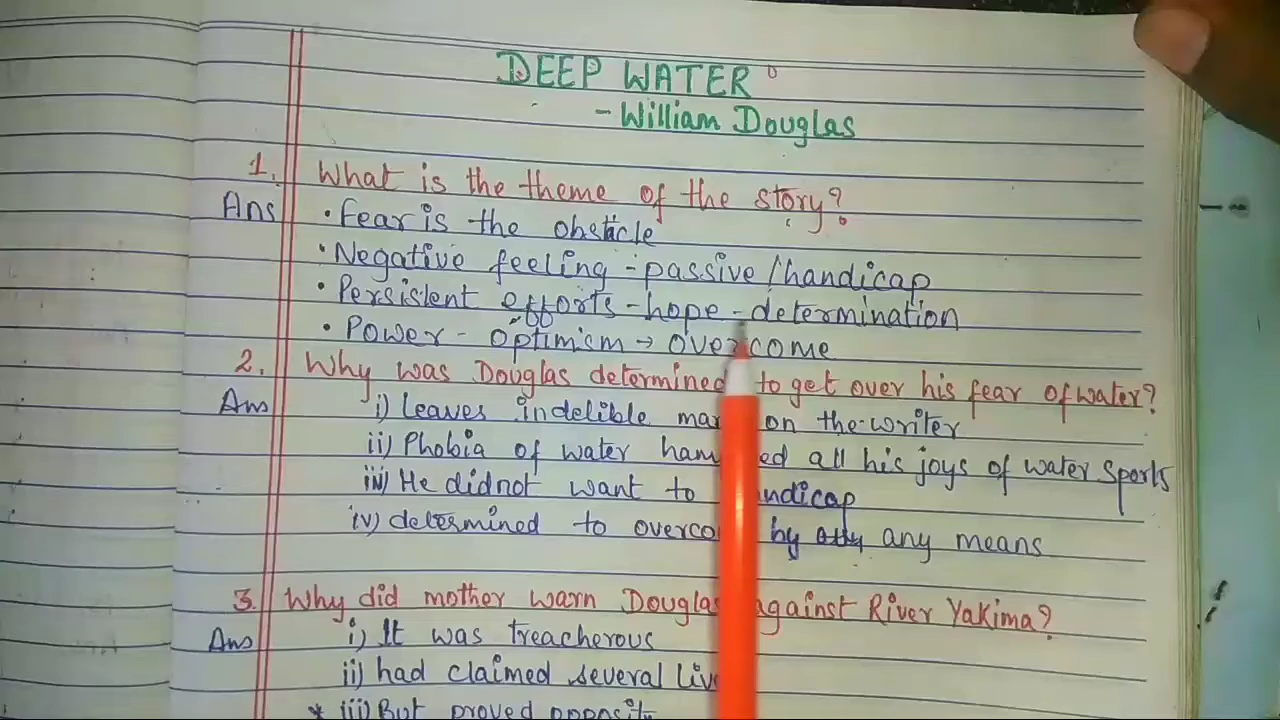 DEEP WATER
- William Douglas
1. What is the theme of the story?
Ans • Fear is the obstacle
• Negative feeling - passive / handicap
• Persistent efforts - hope - determination
• Power - optimism → overcome
2. Why was Douglas determined to get over his fear of water?
Ans i) leaves indelible on the writer
ii) Phobia of water all his joys of water sports
iii) He didnot want to
iv) determined to by any means
3. Why did mother warn Douglas against River Yakima?
Ans i) It was treacherous
ii) had claimed several
* iii) But proved